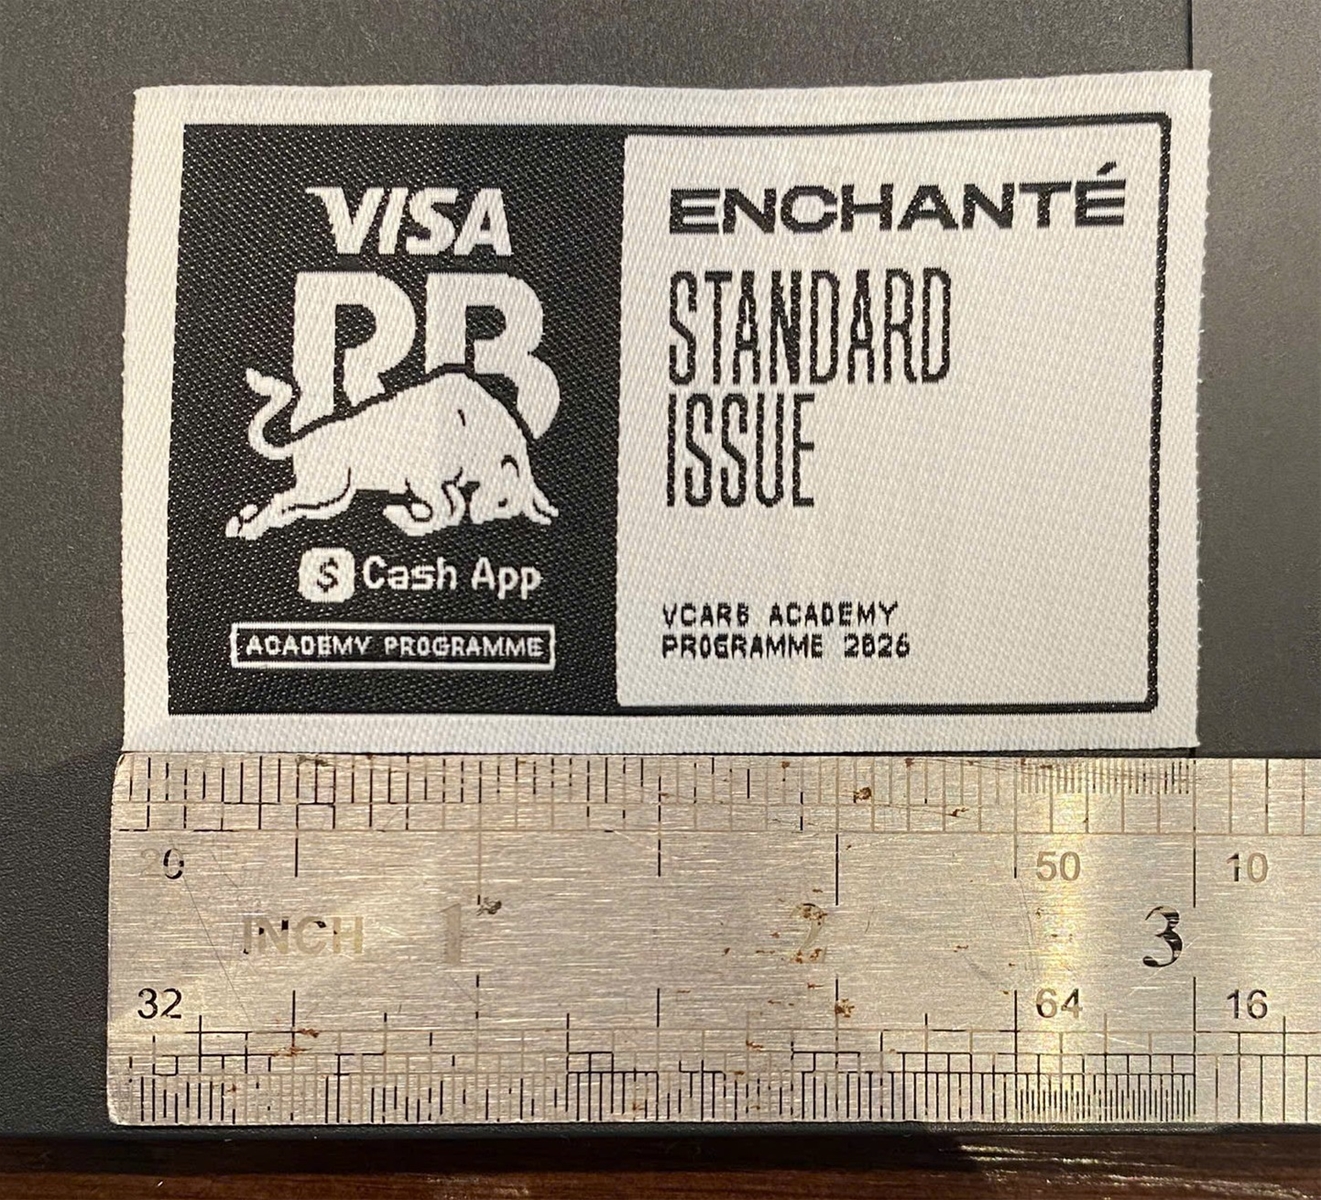 VISA
RB
$ Cash App
ACADEMY PROGRAMME
ENCHANTÉ
STANDARD
ISSUE
VCARB ACADEMY
PROGRAMME 2026
20 50 10
INCH 1 2 3
32 64 16